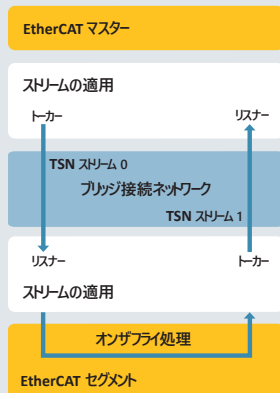 EtherCAT マスター
ストリームの適用
トーカー
リスナー
TSN ストリーム 0
ブリッジ接続ネットワーク
TSN ストリーム 1
リスナー
トーカー
ストリームの適用
オンザフライ処理
EtherCAT セグメント